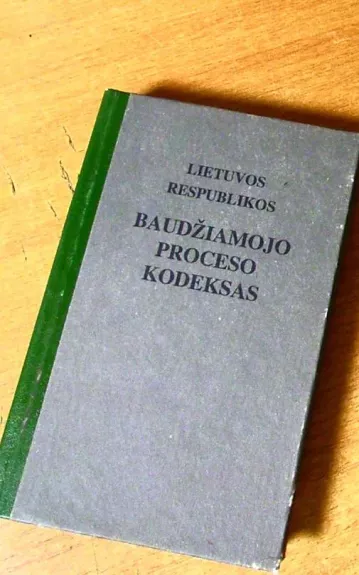 LIETUVOS
RESPUBLIKOS
BAUDŽIAMOJO
PROCESO
KODEKSAS